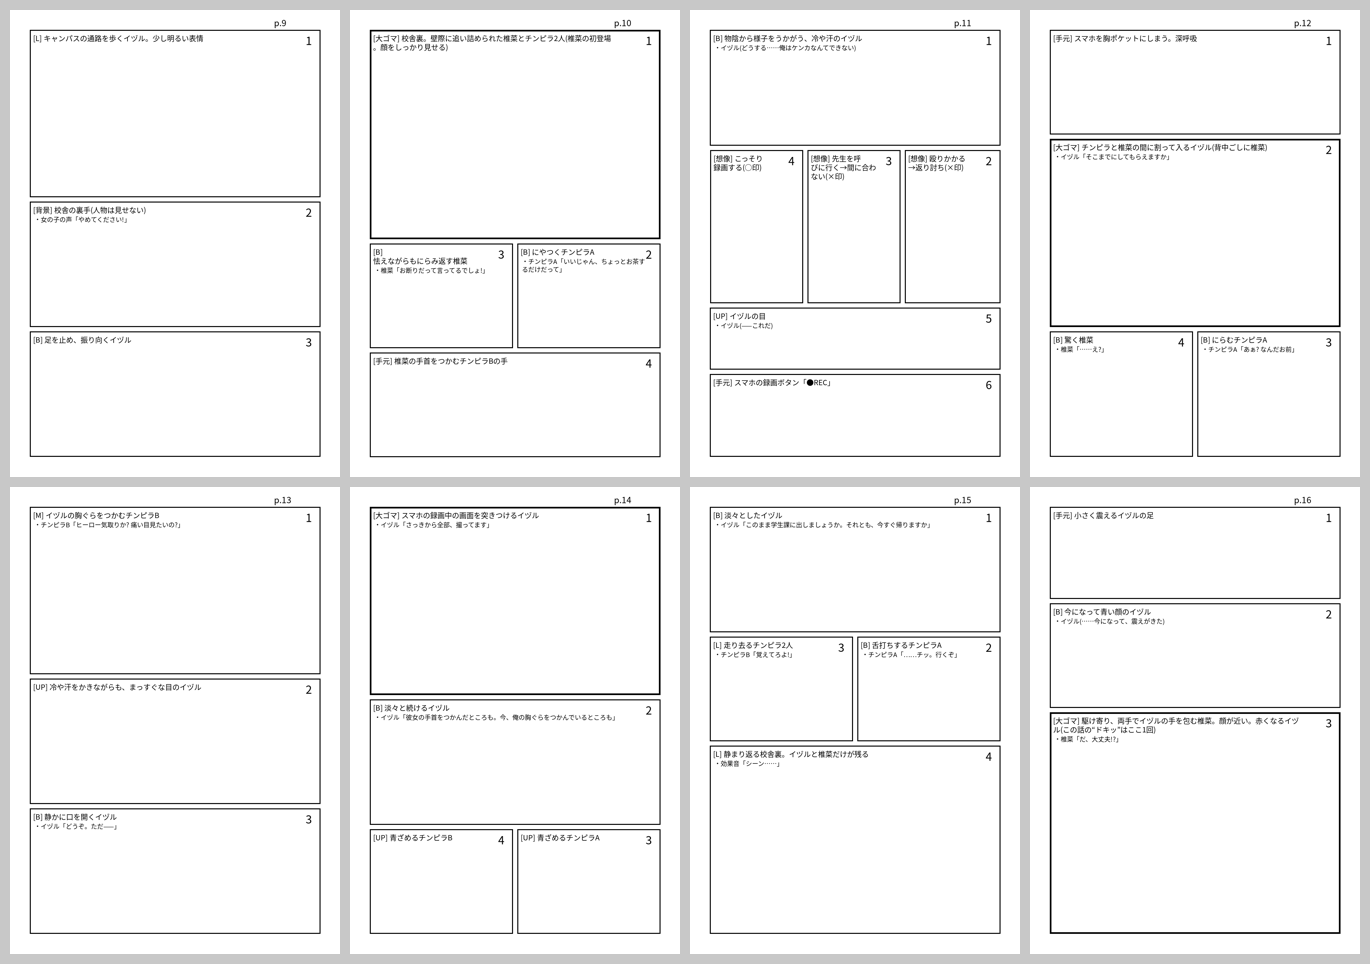 p.9
[L] キャンパスの通路を歩くイヅル。少し明るい表情
1
[背景] 校舎の裏手(人物は見せない)
・女の子の声「やめてください!」
2
[B] 足を止め、振り向くイヅル
3
p.10
[大ゴマ] 校舎裏。壁際に追い詰められた椎菜とチンピラ2人(椎菜の初登場
。顔をしっかり見せる)
1
[B] にやつくチンピラA
・チンピラA「いいじゃん、ちょっとお茶す
るだけだって」
2
[B]
怯えながらもにらみ返す椎菜
・椎菜「お断りだって言ってるでしょ!」
3
[手元] 椎菜の手首をつかむチンピラBの手
4
p.11
[B] 物陰から様子をうかがう、冷や汗のイヅル
・イヅル(どうする……俺はケンカなんてできない)
1
[想像] 殴りかかる
→返り討ち(×印)
2
[想像] 先生を呼
びに行く→間に合わ
ない(×印)
3
[想像] こっそり
録画する(○印)
4
[UP] イヅルの目
・イヅル(——これだ)
5
[手元] スマホの録画ボタン「●REC」
6
p.12
[手元] スマホを胸ポケットにしまう。深呼吸
1
[大ゴマ] チンピラと椎菜の間に割って入るイヅル(背中ごしに椎菜)
・イヅル「そこまでにしてもらえますか」
2
[B] にらむチンピラA
・チンピラA「あぁ? なんだお前」
3
[B] 驚く椎菜
・椎菜「……え?」
4
p.13
[M] イヅルの胸ぐらをつかむチンピラB
・チンピラB「ヒーロー気取りか? 痛い目見たいの?」
1
[UP] 冷や汗をかきながらも、まっすぐな目のイヅル
2
[B] 静かに口を開くイヅル
・イヅル「どうぞ。ただ——」
3
p.14
[大ゴマ] スマホの録画中の画面を突きつけるイヅル
・イヅル「さっきから全部、撮ってます」
1
[B] 淡々と続けるイヅル
・イヅル「彼女の手首をつかんだところも。今、俺の胸ぐらをつかんでいるところも」
2
[UP] 青ざめるチンピラA
3
[UP] 青ざめるチンピラB
4
p.15
[B] 淡々としたイヅル
・イヅル「このまま学生課に出しましょうか。それとも、今すぐ帰りますか」
1
[B] 舌打ちするチンピラA
・チンピラA「……チッ。行くぞ」
2
[L] 走り去るチンピラ2人
・チンピラB「覚えてろよ!」
3
[L] 静まり返る校舎裏。イヅルと椎菜だけが残る
・効果音「シーン……」
4
p.16
[手元] 小さく震えるイヅルの足
1
[B] 今になって青い顔のイヅル
・イヅル(……今になって、震えがきた)
2
[大ゴマ] 駆け寄り、両手でイヅルの手を包む椎菜。顔が近い。赤くなるイヅ
ル(この話の“ドキッ”はここ1回)
・椎菜「だ、大丈夫!?」
3